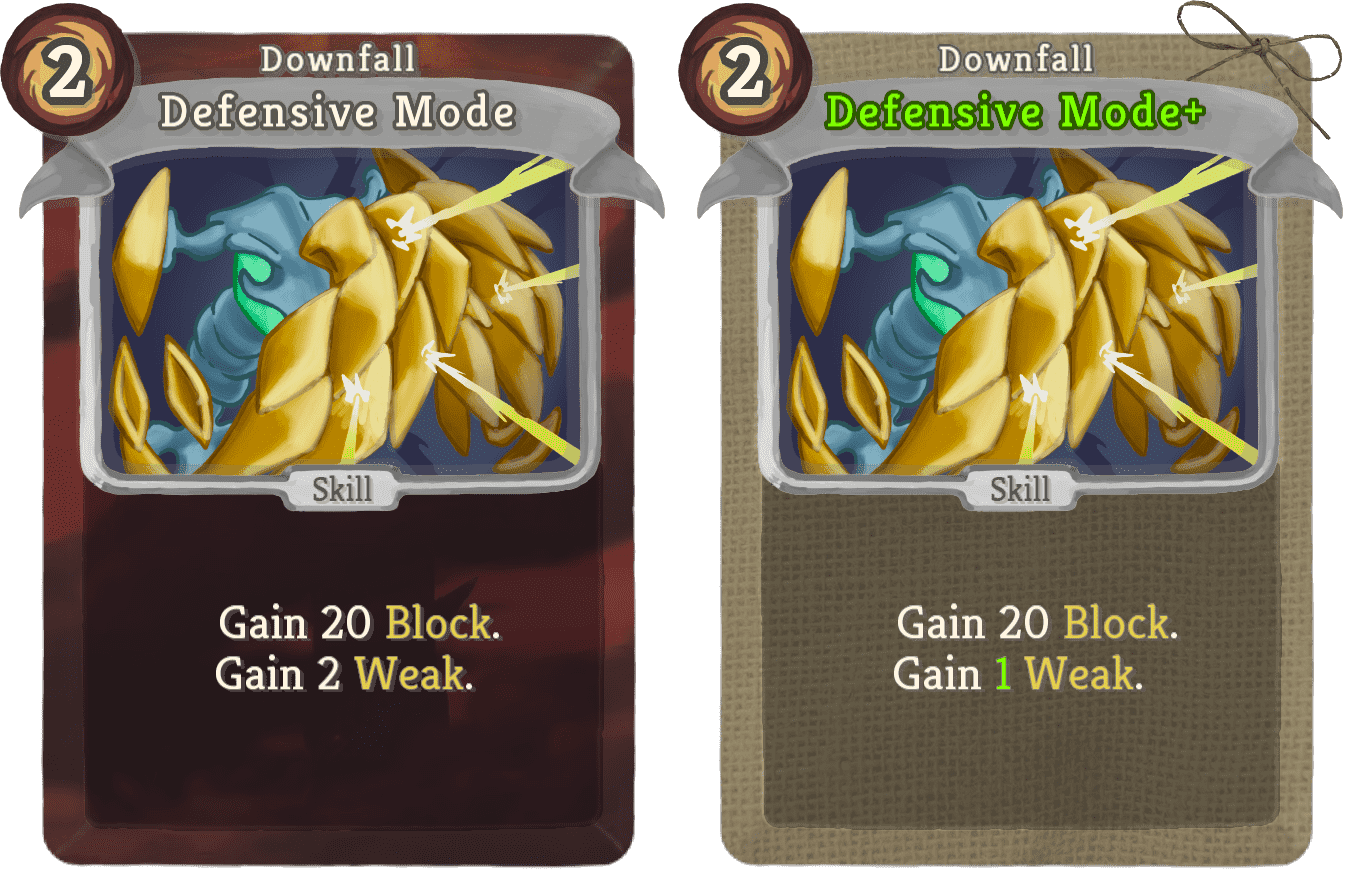 2
Downfall
Defensive Mode
Skill
Gain 20 Block.
Gain 2 Weak.
2
Downfall
Defensive Mode+
Skill
Gain 20 Block.
Gain 1 Weak.